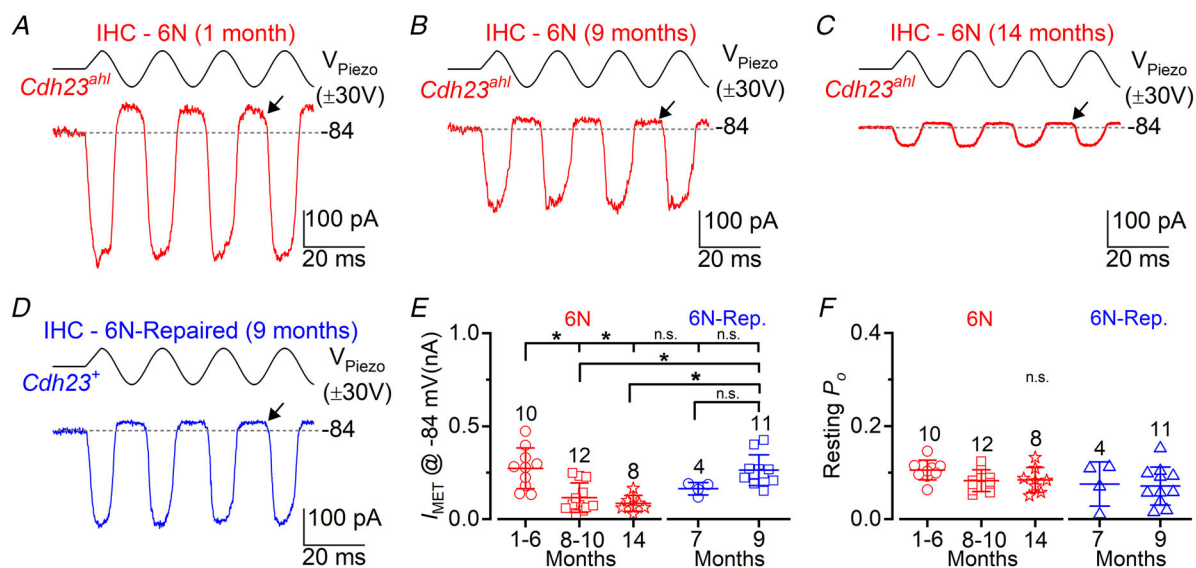 A
IHC - 6N (1 month)
V Piezo
(±30V)
Cdh23ahl
-84
100 pA
20 ms
B
IHC - 6N (9 months)
V Piezo
(±30V)
Cdh23ahl
-84
100 pA
20 ms
C
IHC - 6N (14 months)
V Piezo
(±30V)
Cdh23ahl
-84
100 pA
20 ms
D
IHC - 6N-Repaired (9 months)
V Piezo
(±30V)
Cdh23+
-84
100 pA
20 ms
E
6N
6N-Rep.
1.0
0.5
0.0
IMET @ -84 mV(nA)
* * n.s. n.s.
*
*
n.s.
10
12
8
4
11
1-6
8-10
14
7
9
Months
Months
F
6N
6N-Rep.
0.4
0.2
0.0
Resting Po
n.s.
10
12
8
4
11
1-6
8-10
14
7
9
Months
Months